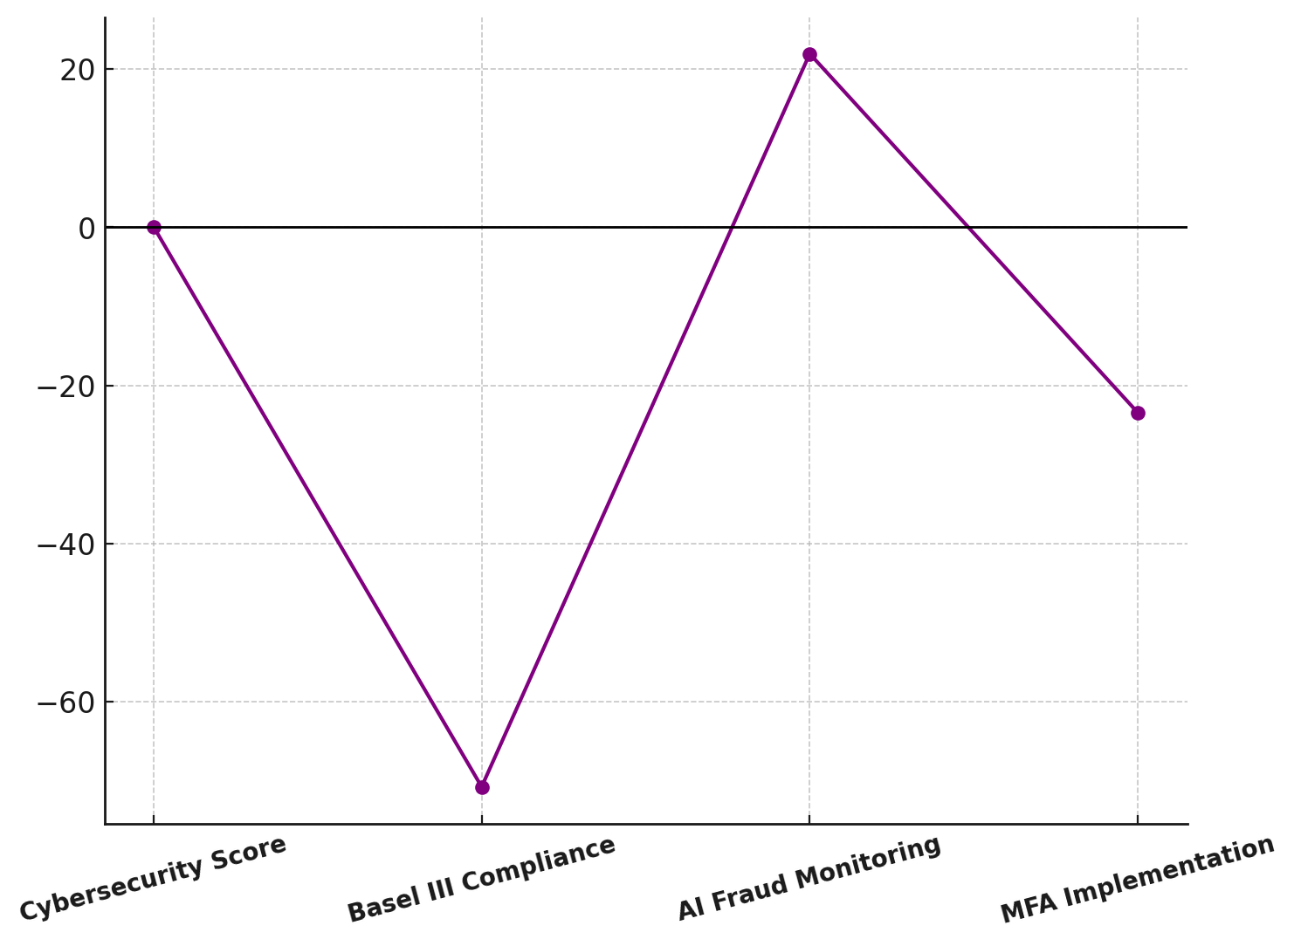 20
0
−20
−40
−60
Cybersecurity Score
Basel III Compliance
AI Fraud Monitoring
MFA Implementation